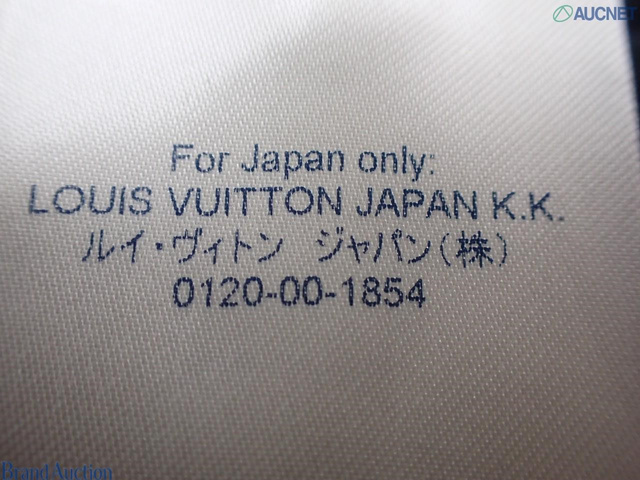 AUCNET
For Japan only:
LOUIS VUITTON JAPAN K.K.
ルイ・ヴィトン　ジャパン(株)
0120-00-1854
Brand Auction